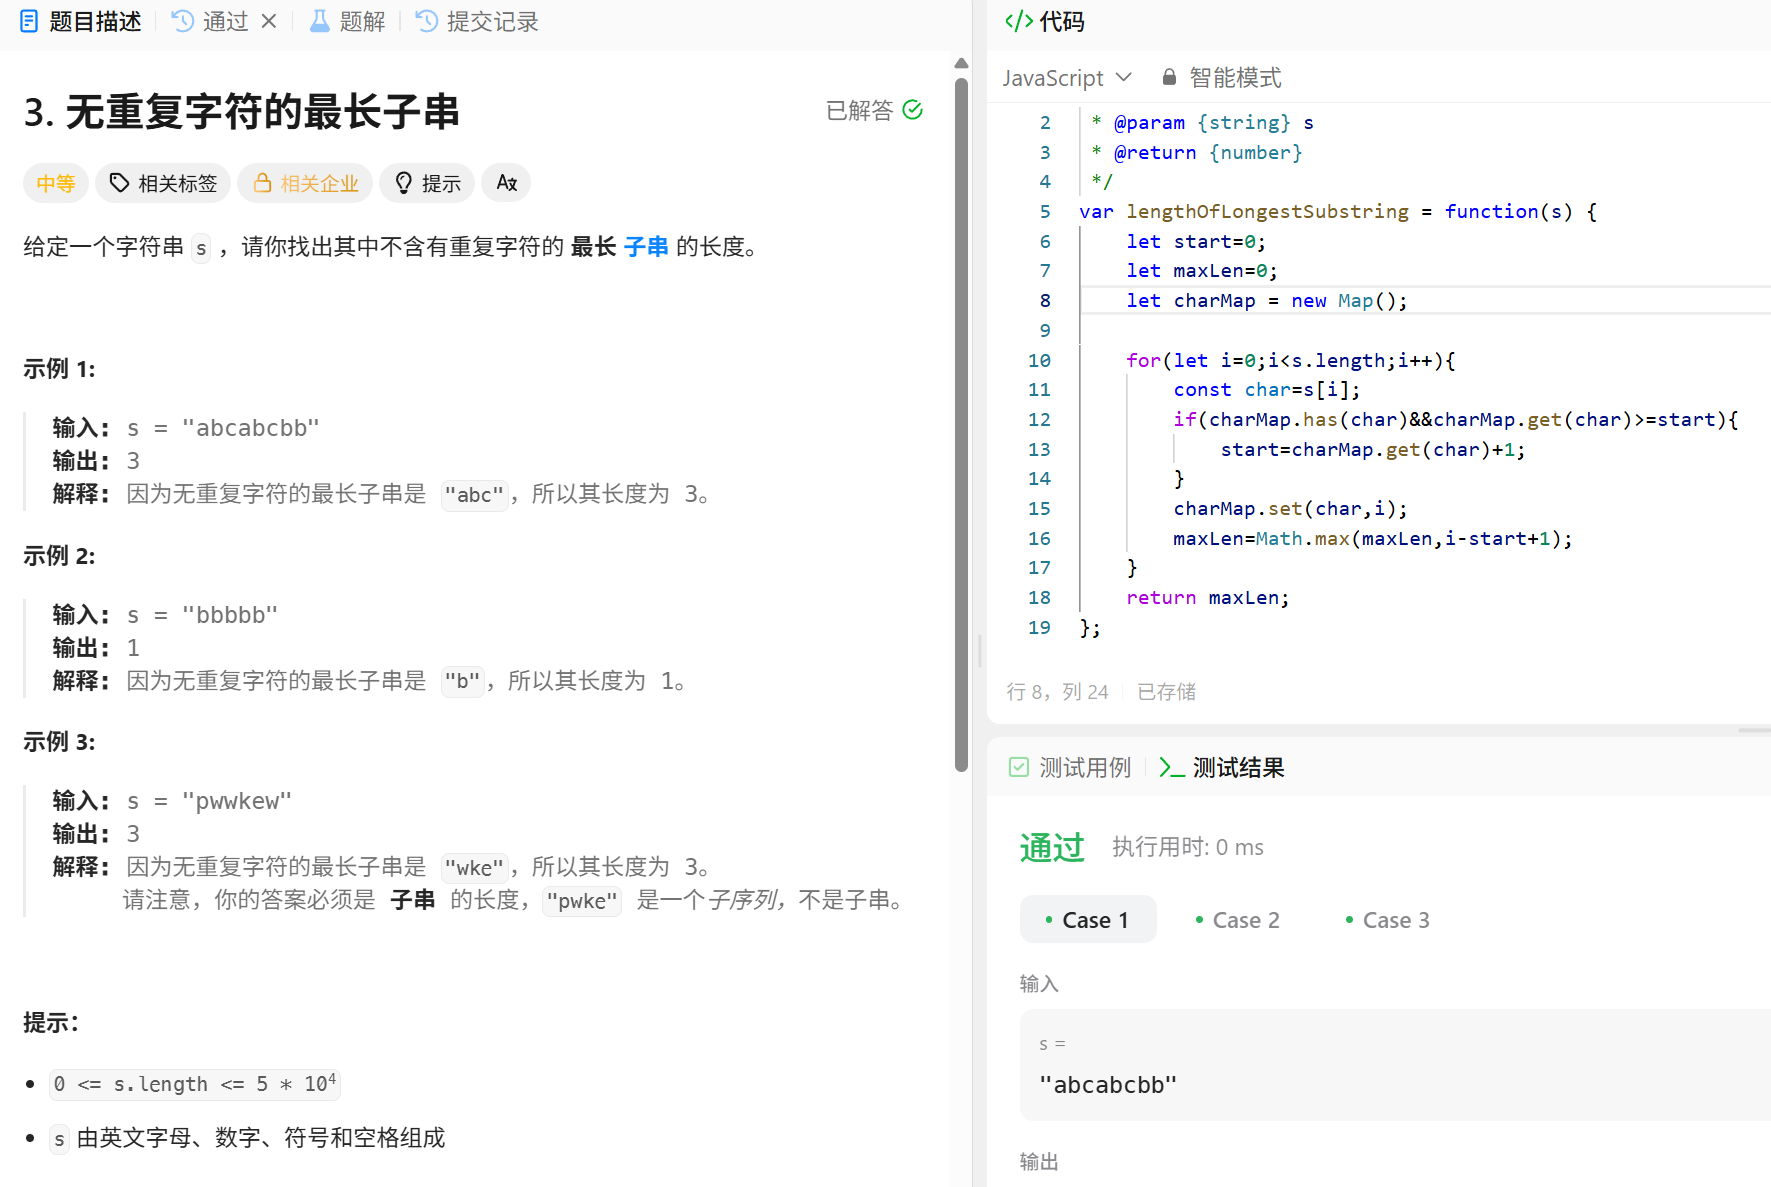 题目描述
通过
题解
提交记录
3. 无重复字符的最长子串
已解答
中等
相关标签
相关企业
提示
给定一个字符串 s ，请你找出其中不含有重复字符的 最长 子串 的长度。
示例 1:
输入: s = "abcabcbb"
输出: 3
解释: 因为无重复字符的最长子串是 "abc"，所以其长度为 3。
示例 2:
输入: s = "bbbbb"
输出: 1
解释: 因为无重复字符的最长子串是 "b"，所以其长度为 1。
示例 3:
输入: s = "pwwkew"
输出: 3
解释: 因为无重复字符的最长子串是 "wke"，所以其长度为 3。
请注意，你的答案必须是 子串 的长度，"pwke" 是一个子序列，不是子串。
提示：
0 <= s.length <= 5 * 10⁴
s 由英文字母、数字、符号和空格组成
</> 代码
JavaScript
智能模式
2 * @param {string} s
3 * @return {number}
4 */
5 var lengthOfLongestSubstring = function(s) {
6 let start=0;
7 let maxLen=0;
8 let charMap = new Map();
9
10 for(let i=0;i<s.length;i++){
11 const char=s[i];
12 if(charMap.has(char)&&charMap.get(char)>=start){
13 start=charMap.get(char)+1;
14 }
15 charMap.set(char,i);
16 maxLen=Math.max(maxLen,i-start+1);
17 }
18 return maxLen;
19 };
行 8，列 24
已存储
测试用例
测试结果
通过
执行用时: 0 ms
Case 1
Case 2
Case 3
输入
s =
"abcabcbb"
输出